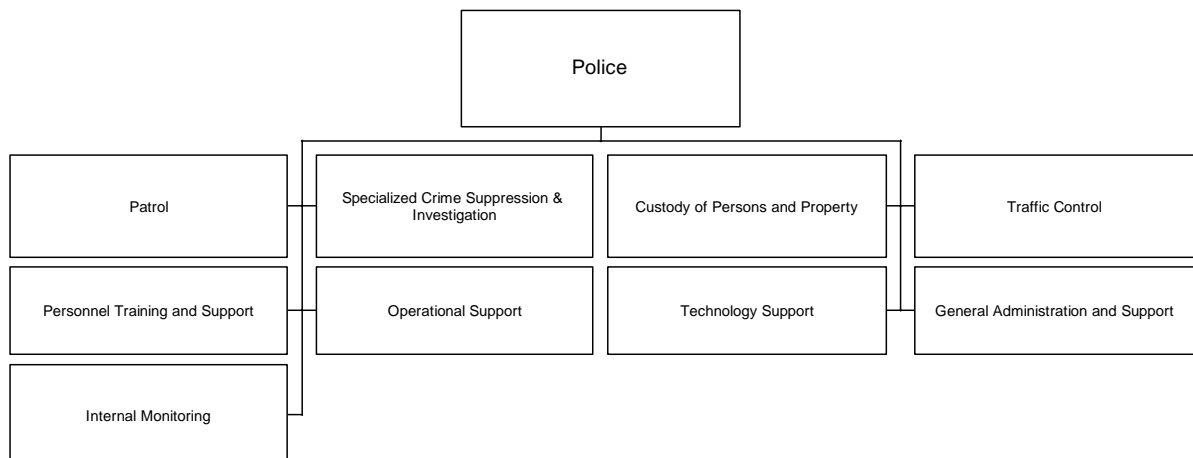 Police
Patrol
Specialized Crime Suppression &
Investigation
Custody of Persons and Property
Traffic Control
Personnel Training and Support
Operational Support
Technology Support
General Administration and Support
Internal Monitoring